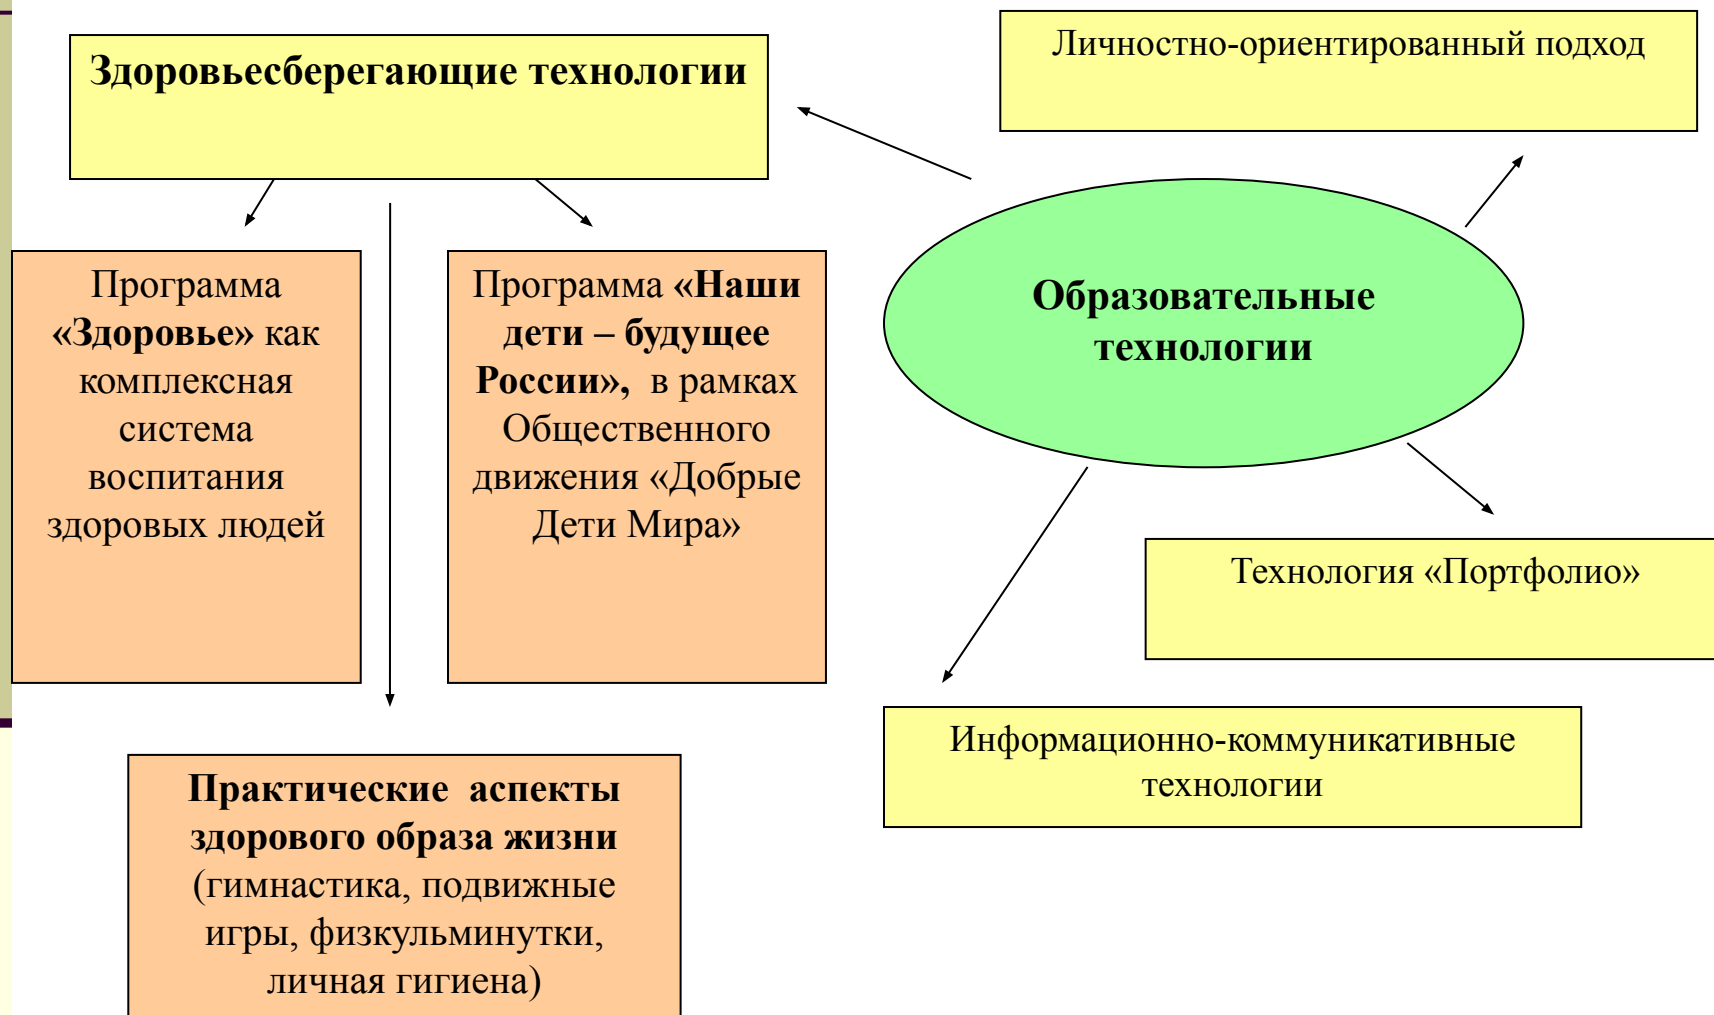 Здоровьесберегающие технологии
Личностно-ориентированный подход
Образовательные
технологии
Программа
«Здоровье» как
комплексная
система
воспитания
здоровых людей
Программа «Наши
дети – будущее
России», в рамках
Общественного
движения «Добрые
Дети Мира»
Технология «Портфолио»
Информационно-коммуникативные
технологии
Практические аспекты
здорового образа жизни
(гимнастика, подвижные
игры, физкульминутки,
личная гигиена)